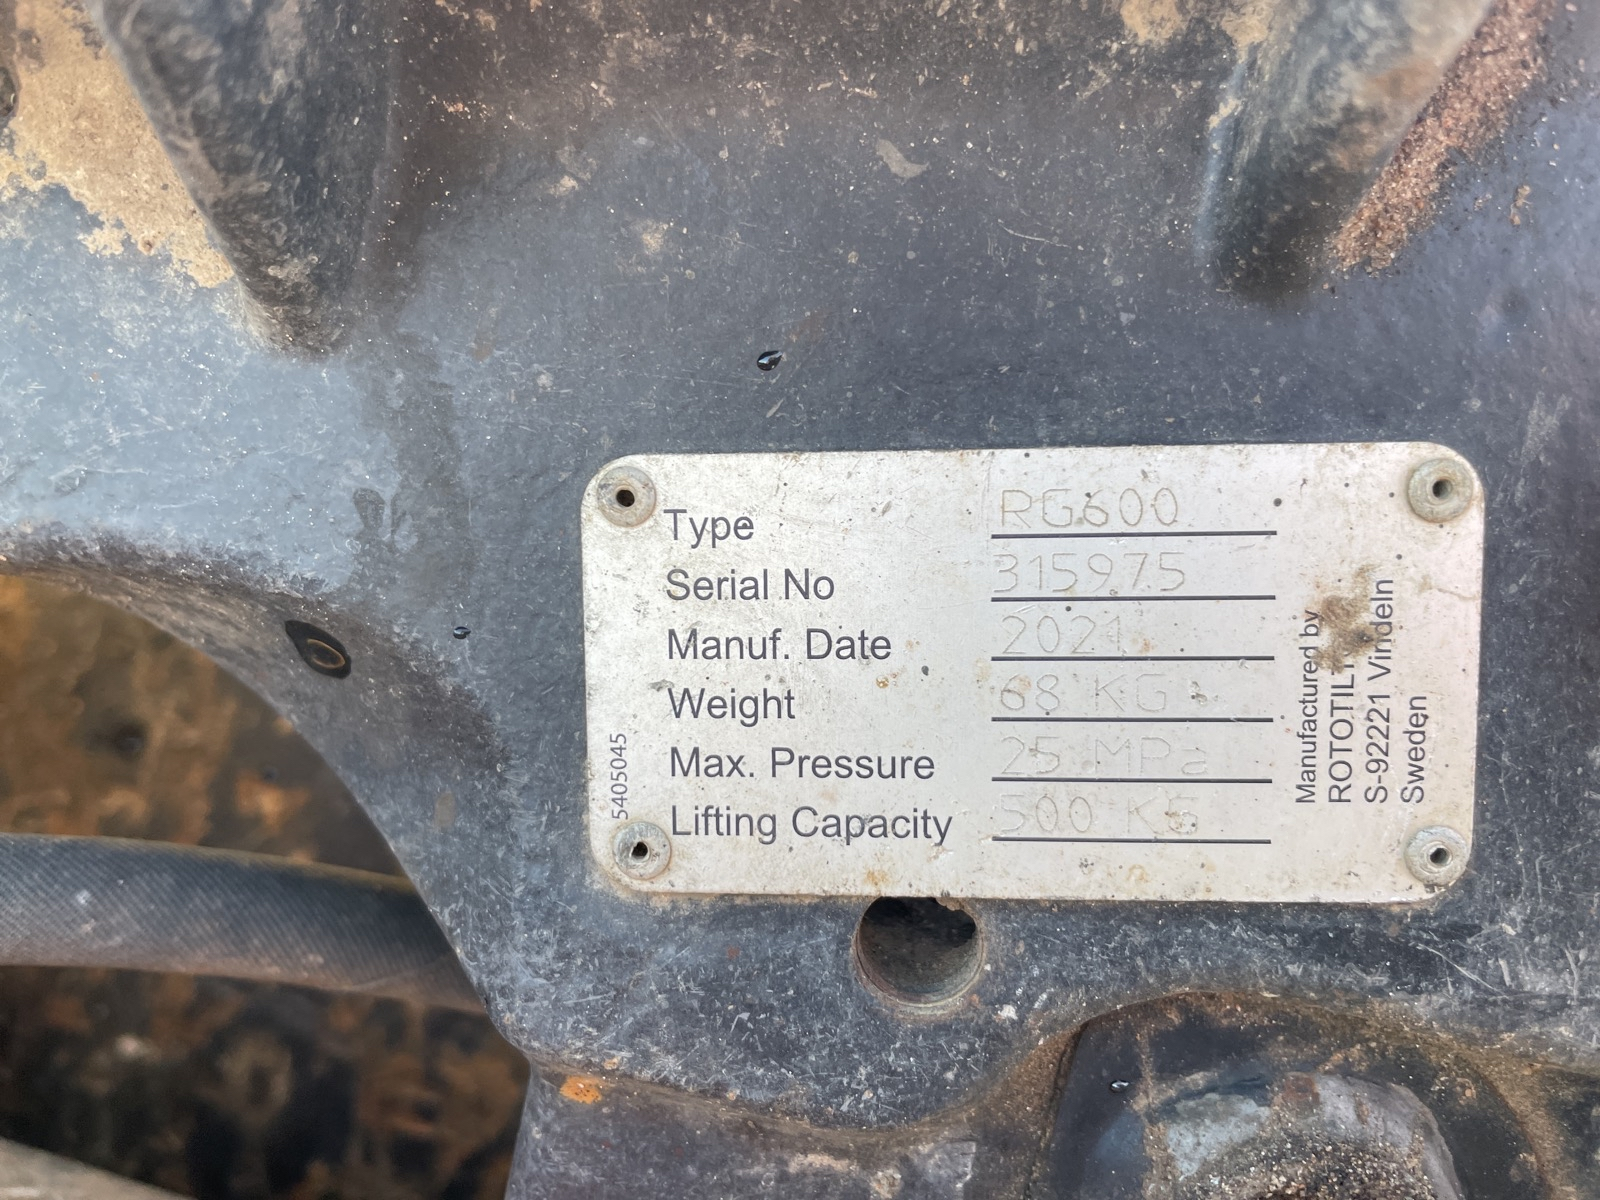 Type RG600
Serial No 315975
Manuf. Date 2021
Weight 68 KG
Max. Pressure 25 MPa
Lifting Capacity 500 KG
5405045
Manufactured by
ROTOTILT
S-92221 Vindeln
Sweden